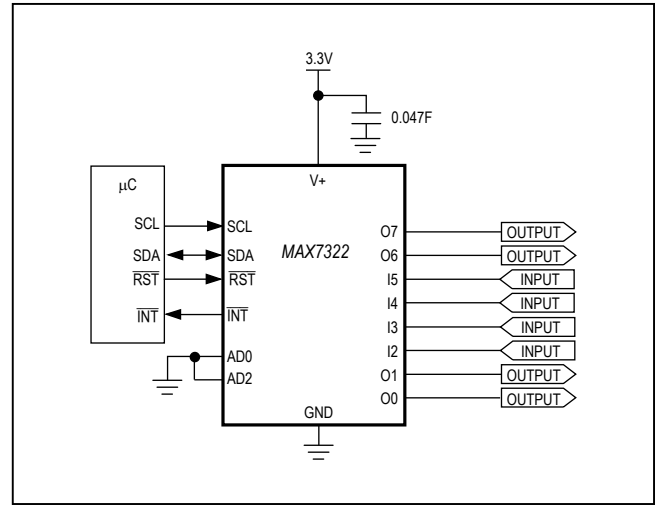 3.3V
0.047F
μC
V+
SCL
SCL
O7
OUTPUT
SDA
SDA
MAX7322
O6
OUTPUT
RST
RST
I5
INPUT
I4
INPUT
INT
INT
I3
INPUT
I2
INPUT
AD0
AD2
O1
OUTPUT
O0
OUTPUT
GND